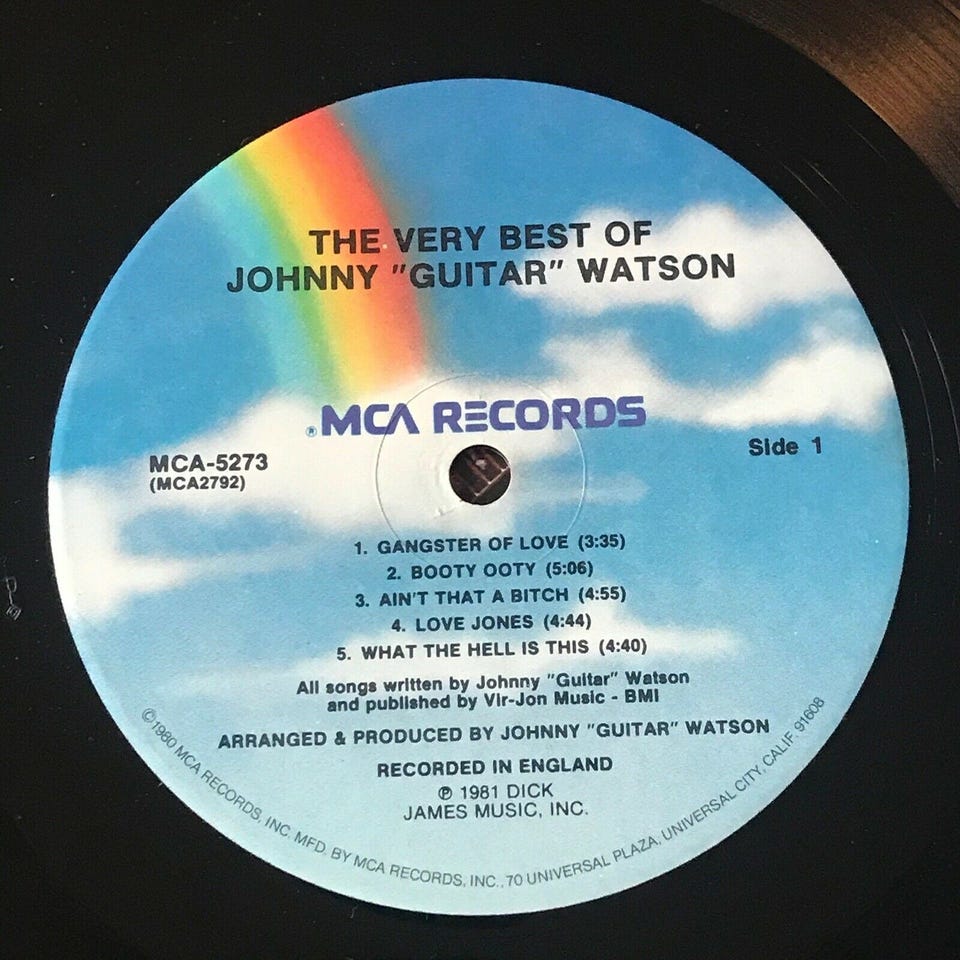 THE VERY BEST OF
JOHNNY "GUITAR" WATSON
® MCA RECORDS
MCA-5273
(MCA2792)
Side 1
1. GANGSTER OF LOVE (3:35)
2. BOOTY OOTY (5:06)
3. AIN'T THAT A BITCH (4:55)
4. LOVE JONES (4:44)
5. WHAT THE HELL IS THIS (4:40)
All songs written by Johnny "Guitar" Watson
and published by Vir-Jon Music - BMI
ARRANGED & PRODUCED BY JOHNNY "GUITAR" WATSON
RECORDED IN ENGLAND
℗ 1981 DICK
JAMES MUSIC, INC.
©1980 MCA RECORDS, INC. MFD. BY MCA RECORDS, INC., 70 UNIVERSAL PLAZA, UNIVERSAL CITY, CALIF. 91608